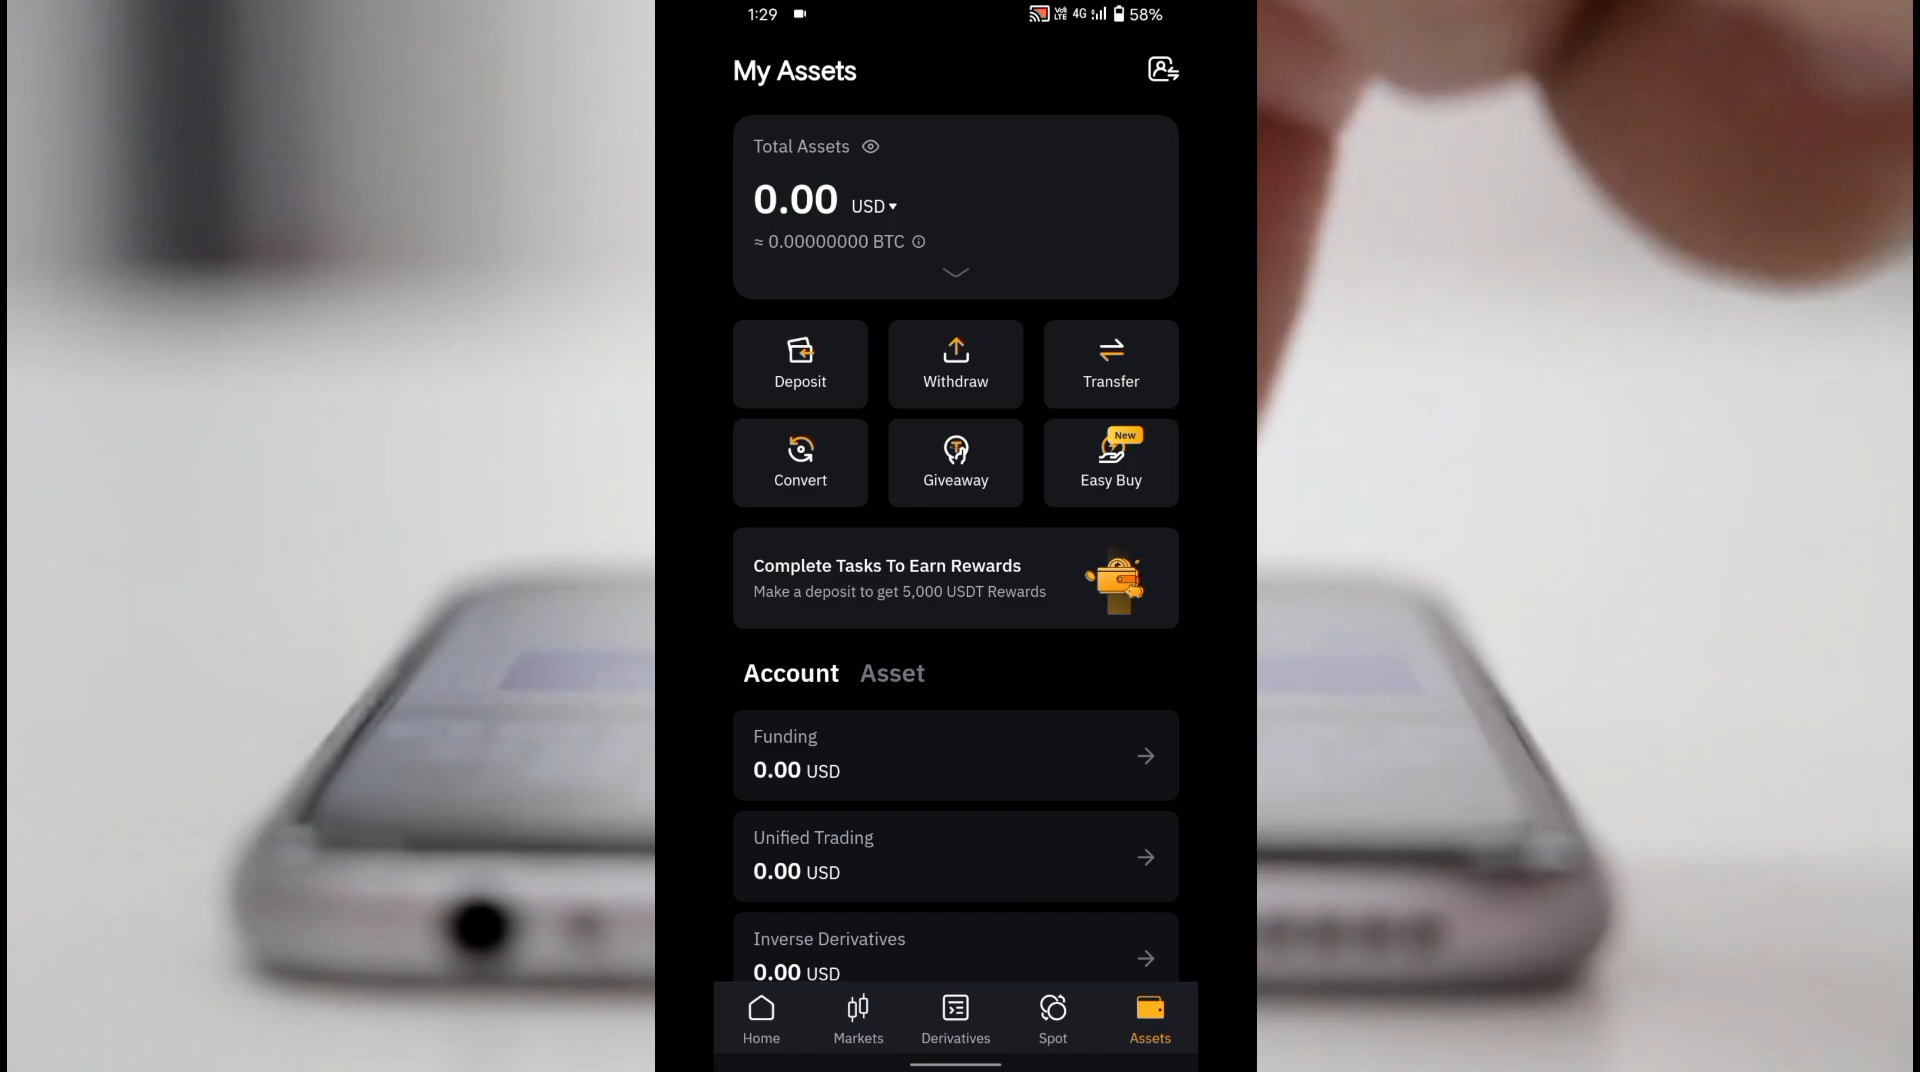 1:29
Vo) LTE 4G 58%
My Assets
Total Assets
0.00 USD
≈ 0.00000000 BTC
Deposit
Withdraw
Transfer
Convert
Giveaway
New
Easy Buy
Complete Tasks To Earn Rewards
Make a deposit to get 5,000 USDT Rewards
Account Asset
Funding
0.00 USD
Unified Trading
0.00 USD
Inverse Derivatives
0.00 USD
Home
Markets
Derivatives
Spot
Assets